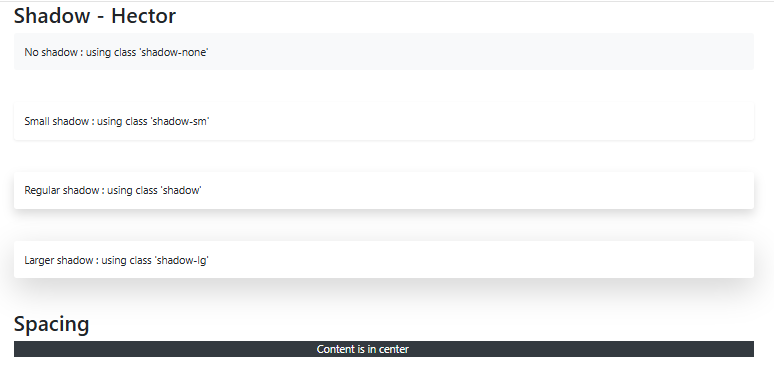 Shadow - Hector
No shadow : using class 'shadow-none'
Small shadow : using class 'shadow-sm'
Regular shadow : using class 'shadow'
Larger shadow : using class 'shadow-lg'
Spacing
Content is in center